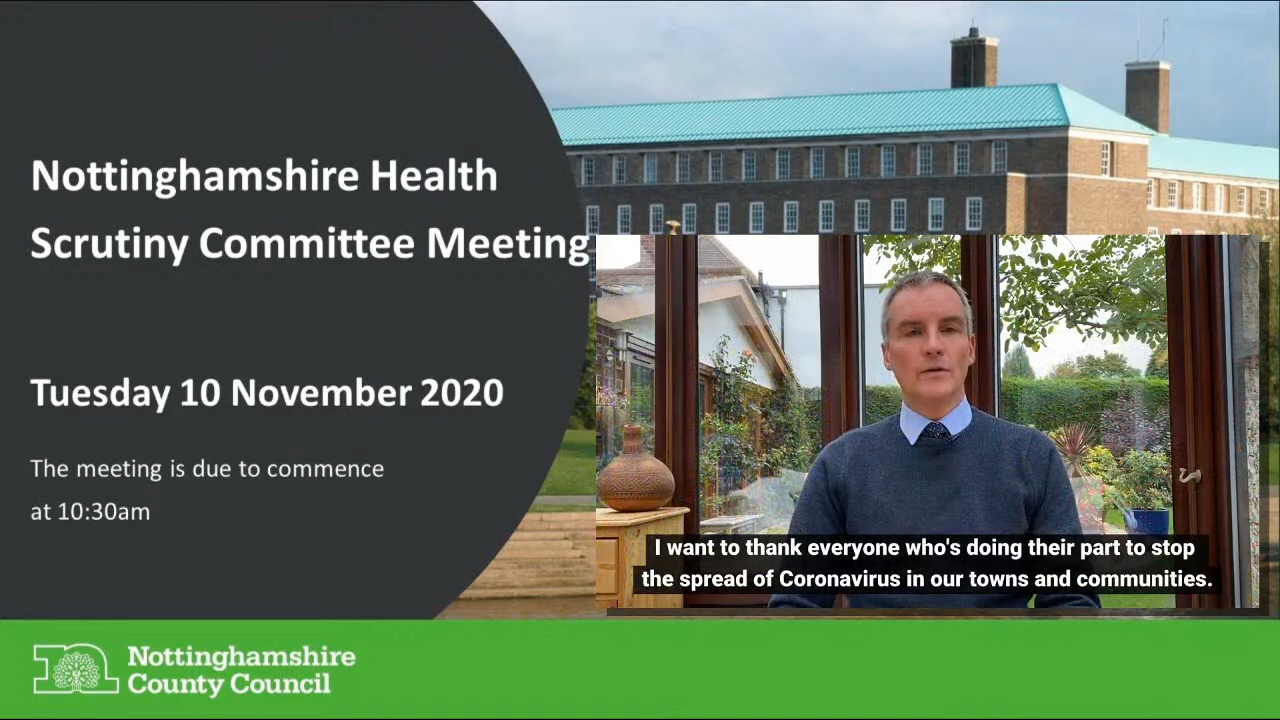 Nottinghamshire Health
Scrutiny Committee Meeting
Tuesday 10 November 2020
The meeting is due to commence
at 10:30am
I want to thank everyone who's doing their part to stop
the spread of Coronavirus in our towns and communities.
Nottinghamshire
County Council